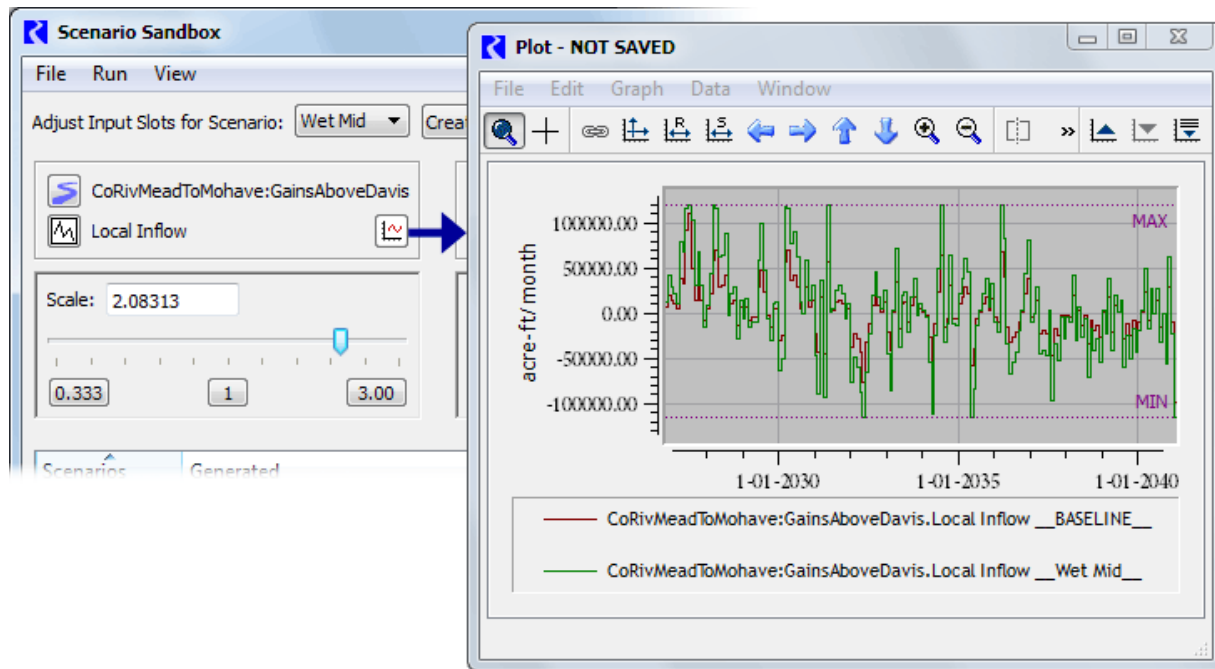 Scenario Sandbox
File Run View
Adjust Input Slots for Scenario: Wet Mid Crea
CoRivMeadToMohave:GainsAboveDavis
Local Inflow
Scale: 2.08313
0.333 1 3.00
Scenarios Generated
Plot - NOT SAVED
File Edit Graph Data Window
R S »
acre-ft/month
100000.00
50000.00
0.00
-50000.00
-100000.00
MAX
MIN
1-01-2030 1-01-2035 1-01-2040
CoRivMeadToMohave:GainsAboveDavis.Local Inflow __BASELINE__
CoRivMeadToMohave:GainsAboveDavis.Local Inflow __Wet Mid__